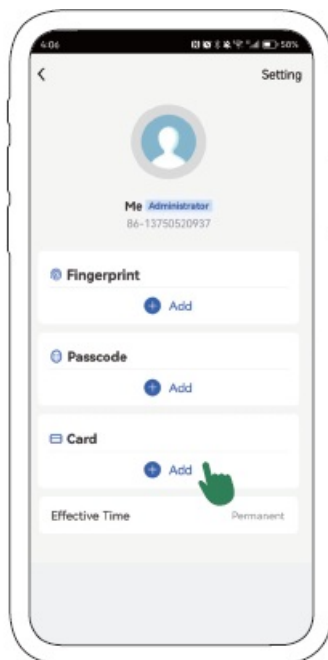 4:06
50%
Setting
Me Administrator
86-13750520937
Fingerprint
Add
Passcode
Add
Card
Add
Effective Time Permanent